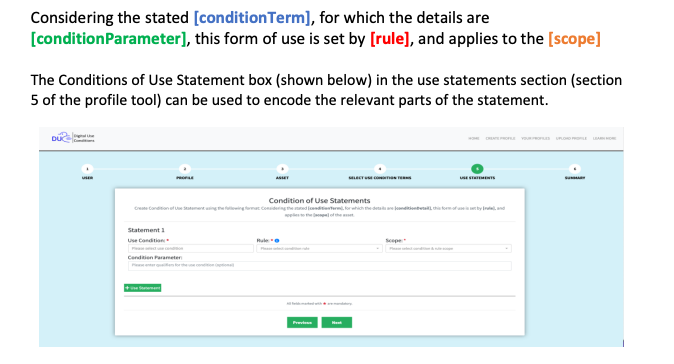 Considering the stated [conditionTerm], for which the details are
[conditionParameter], this form of use is set by [rule], and applies to the [scope]
The Conditions of Use Statement box (shown below) in the use statements section (section
5 of the profile tool) can be used to encode the relevant parts of the statement.
DUC Digital Use
Conditions
HOME CREATE PROFILE YOUR PROFILES UPLOAD PROFILE LEARN MORE
1 2 3 4 5 6
USER PROFILE ASSET SELECT USE CONDITION TERMS USE STATEMENTS SUMMARY
Condition of Use Statements
Create Condition of Use Statement using the following format: Considering the stated [conditionTerm], for which the details are [conditionDetail], this form of use is set by [rule], and
applies to the [scope] of the asset
Statement 1
Use Condition: * Rule: * Scope: *
Please select use condition Please select condition rule Please select condition & rule scope
Condition Parameter:
Please enter qualifiers for the use condition (optional)
+ Use Statement
All fields marked with * are mandatory
Previous Next